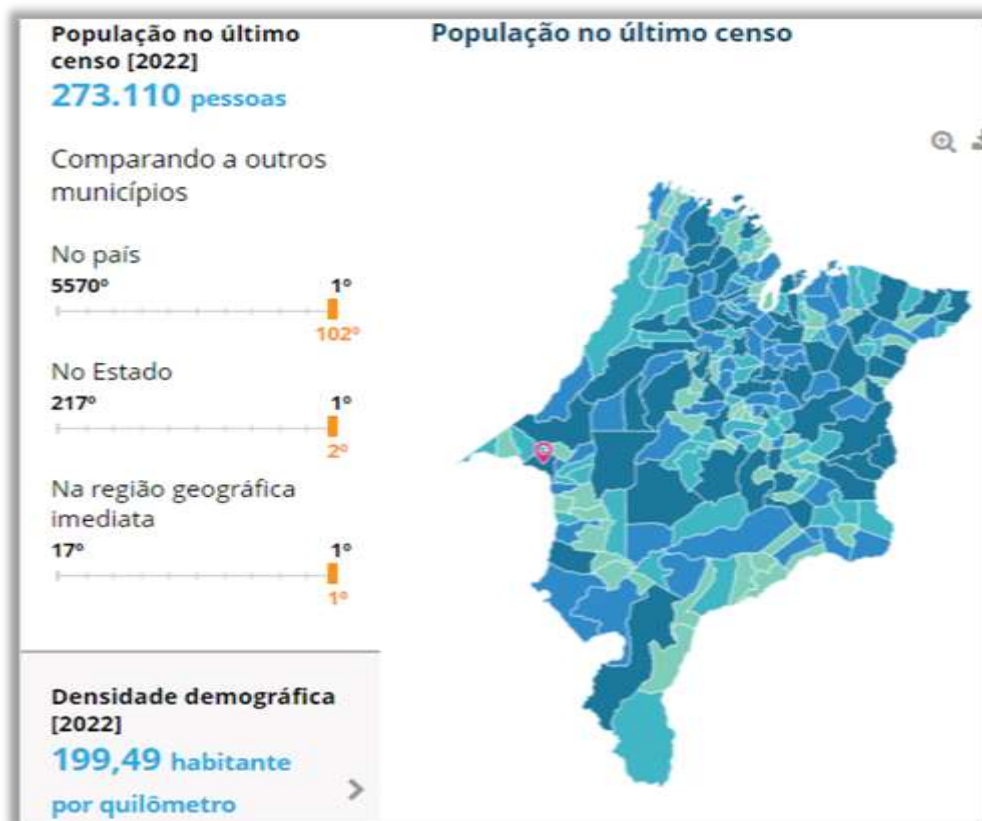 População no último
censo [2022]
273.110 pessoas
Comparando a outros
municípios
No país
5570º 1º
102º
No Estado
217º 1º
2º
Na região geográfica
imediata
17º 1º
1º
Densidade demográfica
[2022]
199,49 habitante
por quilômetro
População no último censo